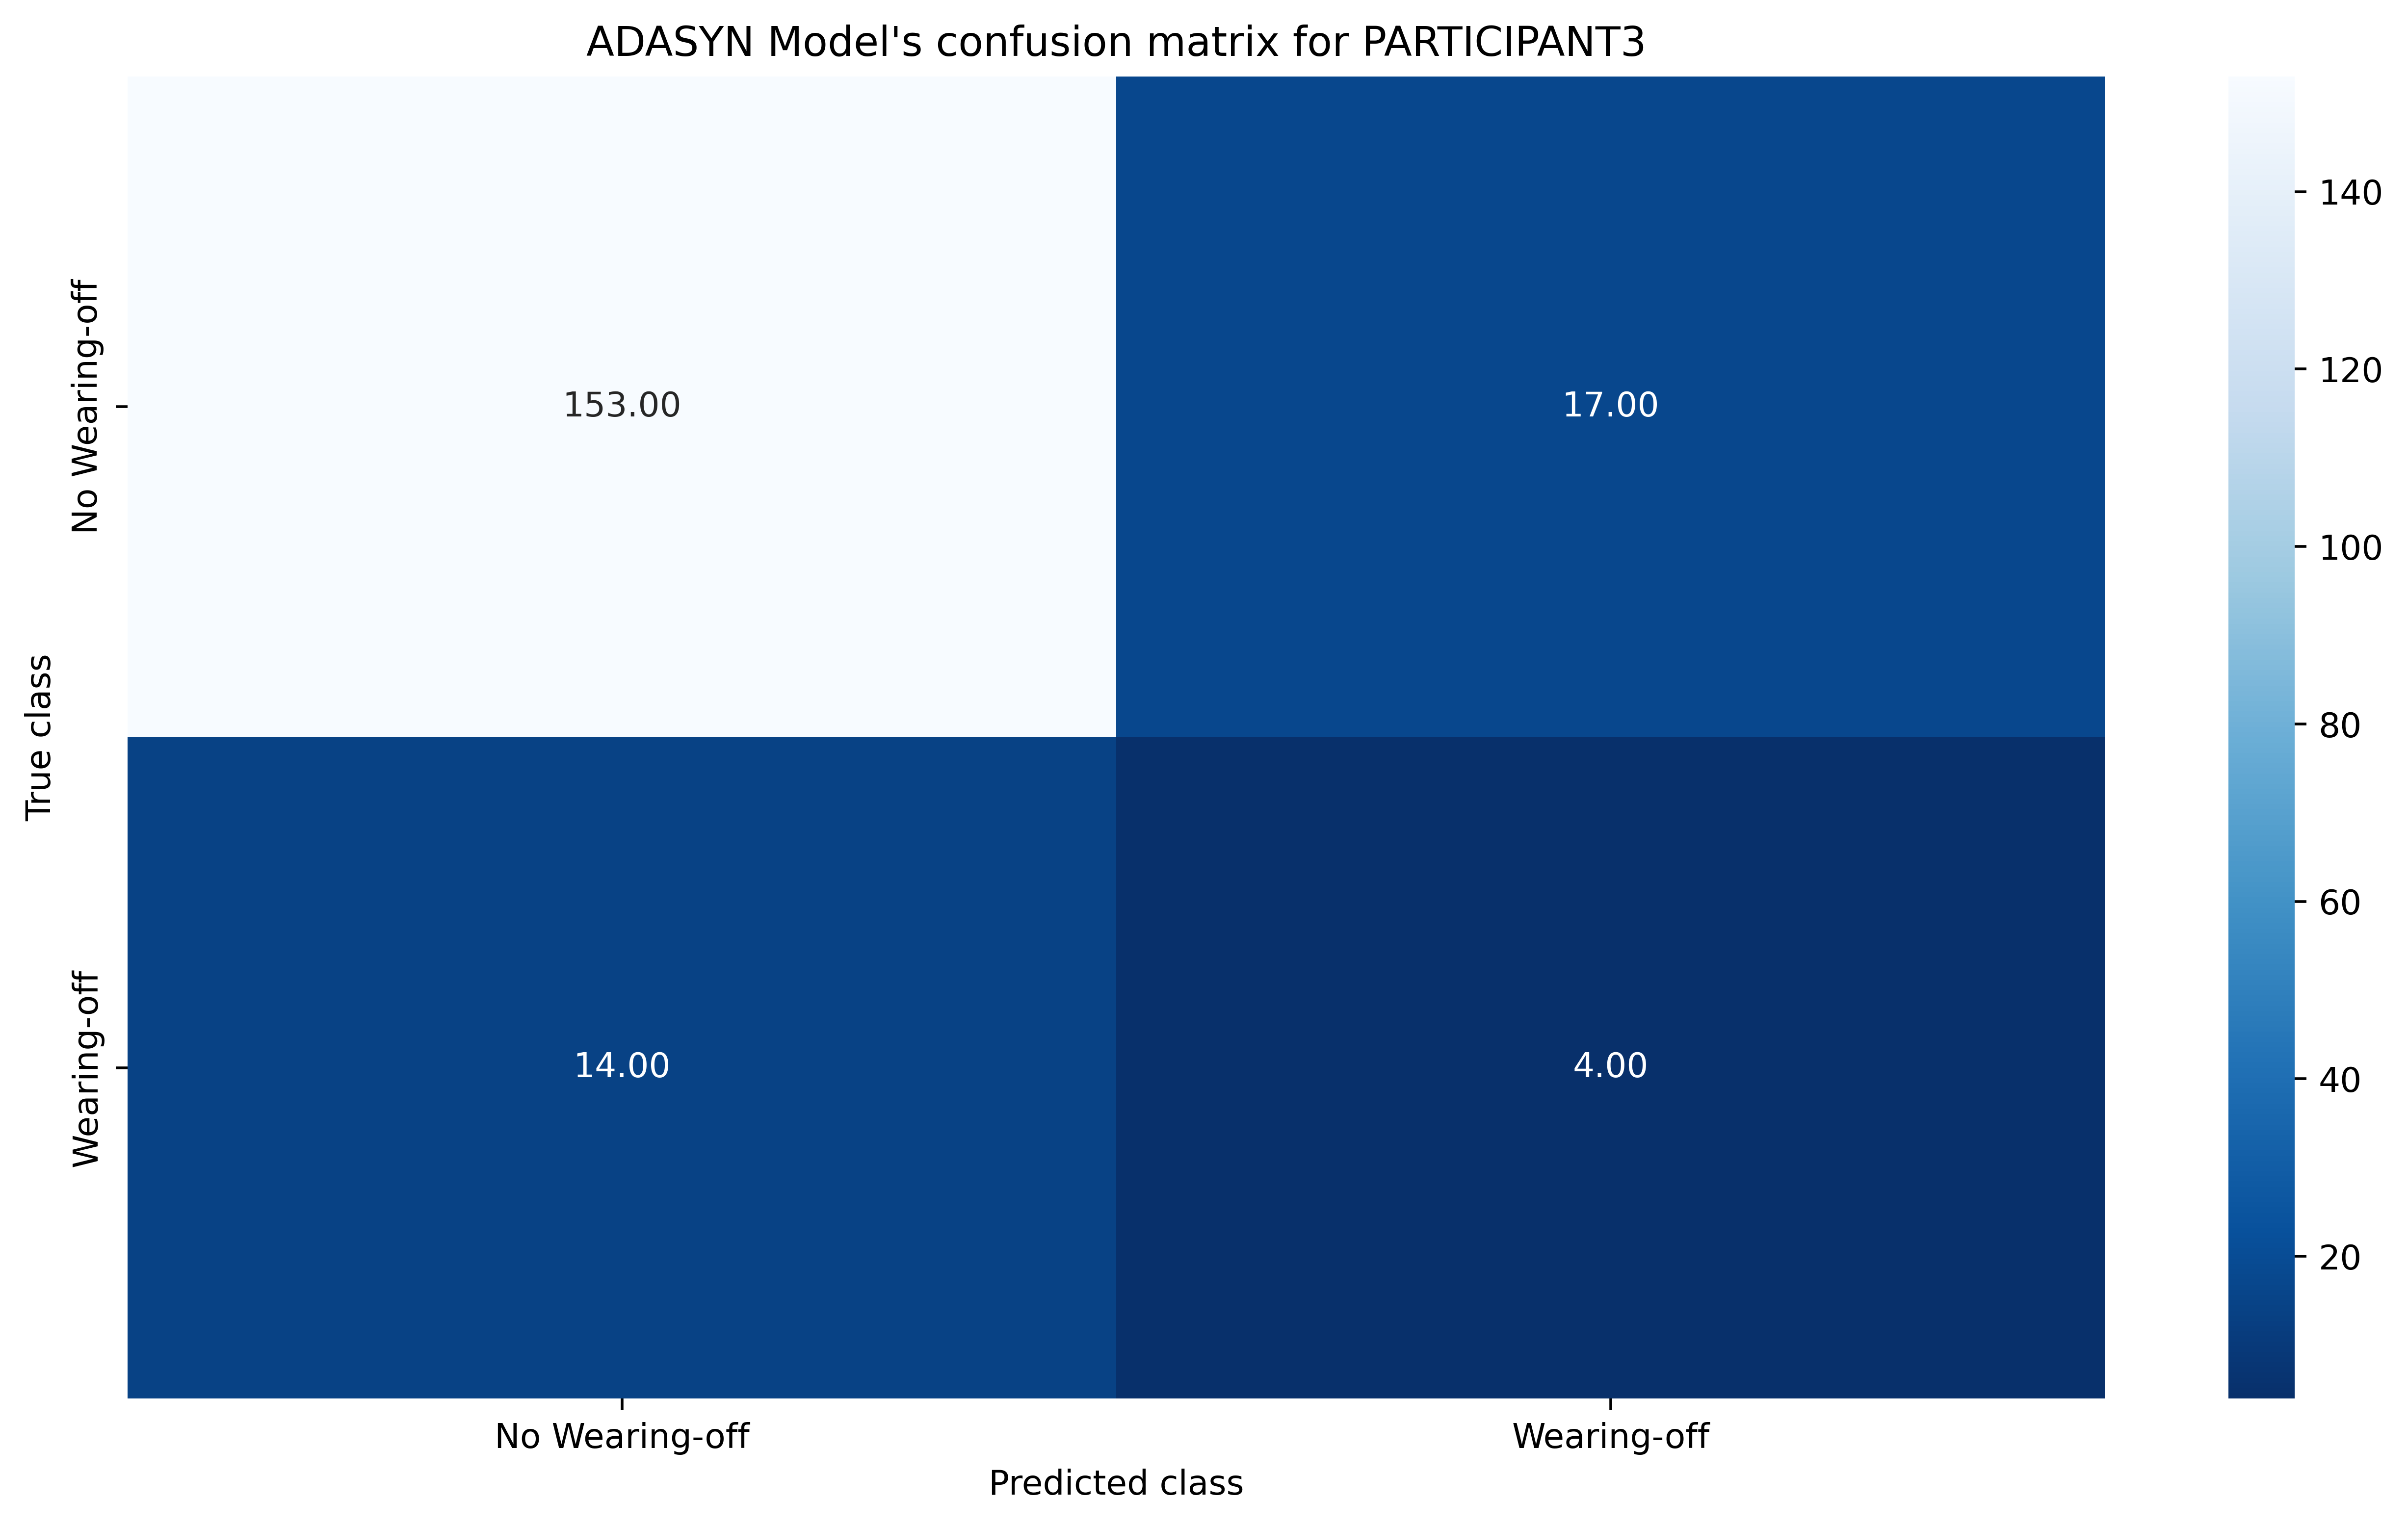 ADASYN Model's confusion matrix for PARTICIPANT3
True class
No Wearing-off
Wearing-off
153.00
17.00
14.00
4.00
No Wearing-off
Wearing-off
Predicted class
140
120
100
80
60
40
20